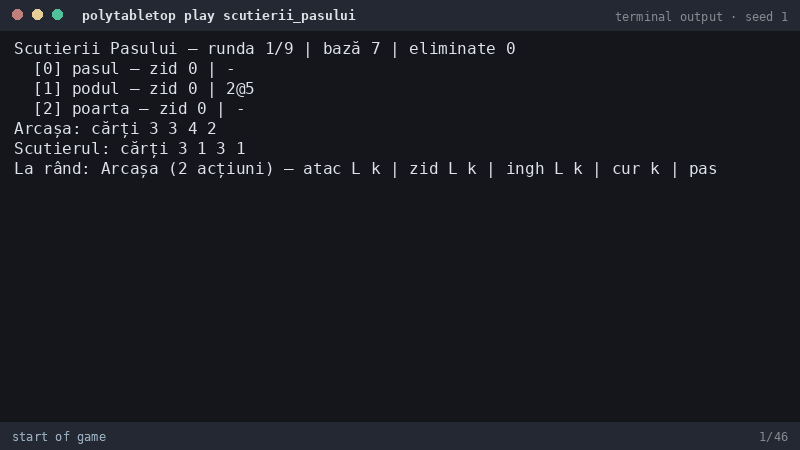 polytabletop play scutierii_pasului
terminal output · seed 1
Scutierii Pasului — runda 1/9 | bază 7 | eliminate 0
[0] pasul — zid 0 | -
[1] podul — zid 0 | 2@5
[2] poarta — zid 0 | -
Arcașa: cărți 3 3 4 2
Scutierul: cărți 3 1 3 1
La rând: Arcașa (2 acțiuni) — atac L k | zid L k | ingh L k | cur k | pas
start of game
1/46